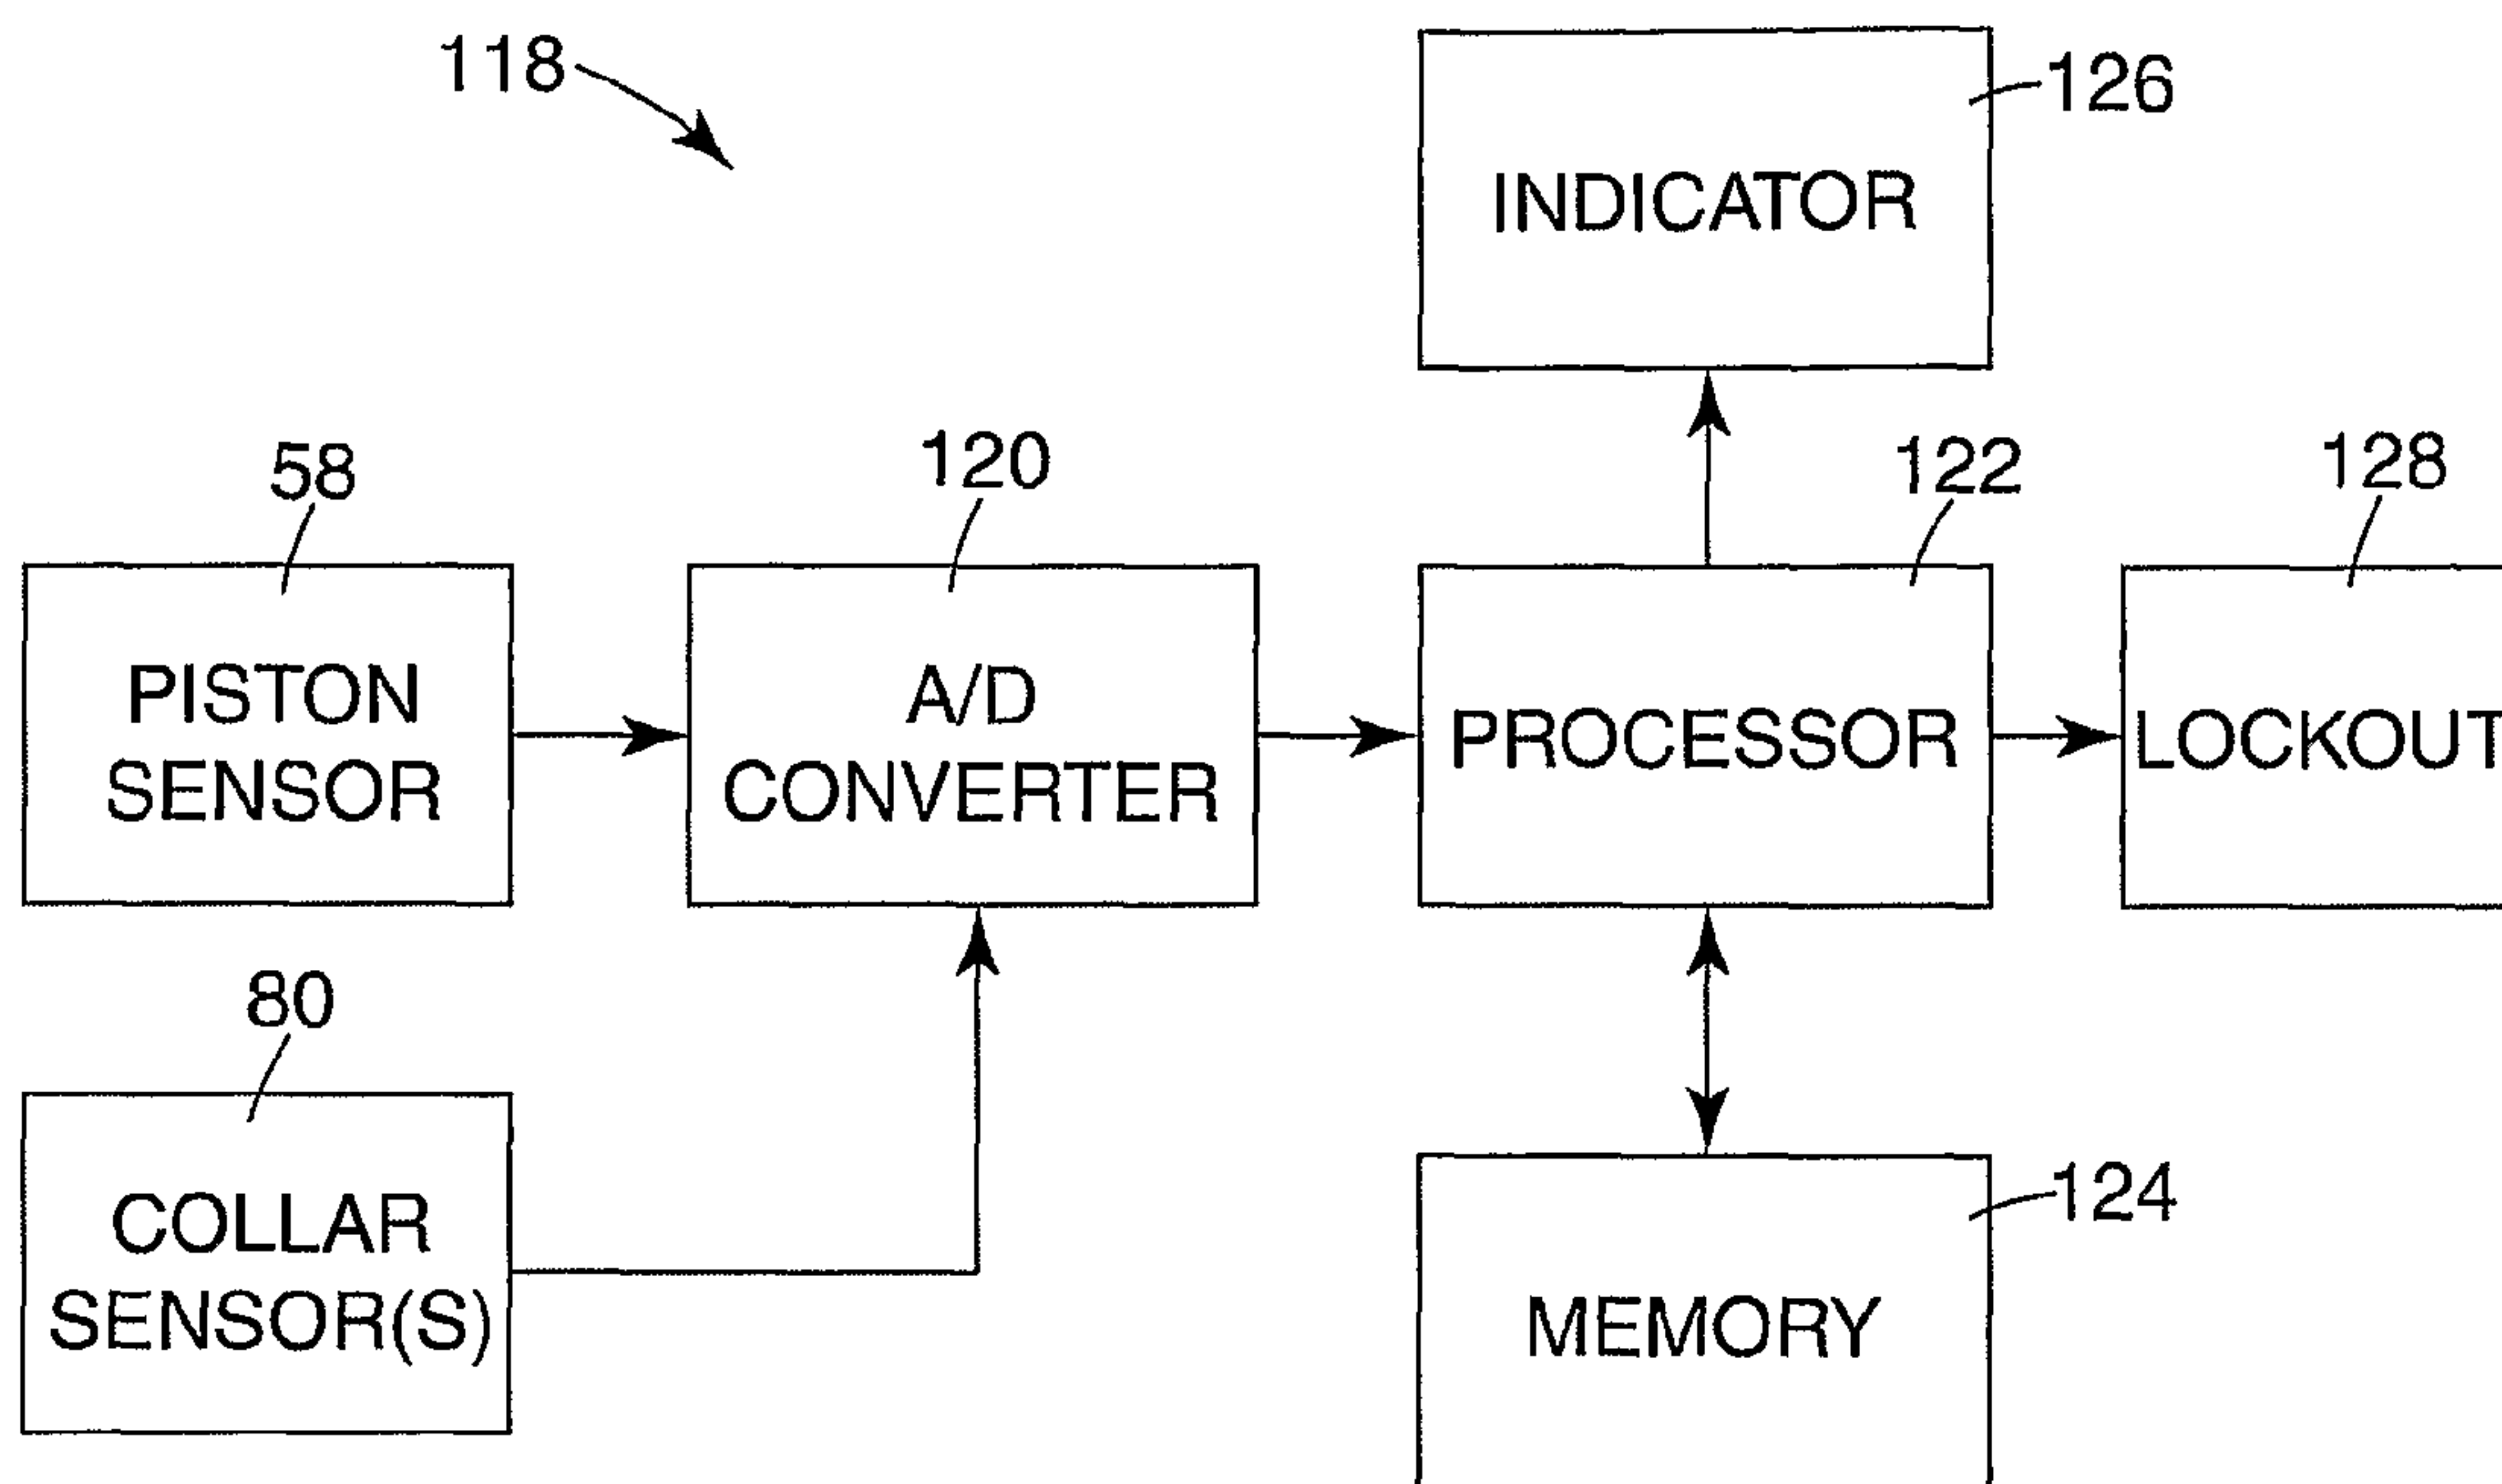 118
126
INDICATOR
58
120
122
128
PISTON
SENSOR
A/D
CONVERTER
PROCESSOR
LOCKOUT
80
COLLAR
SENSOR(S)
124
MEMORY